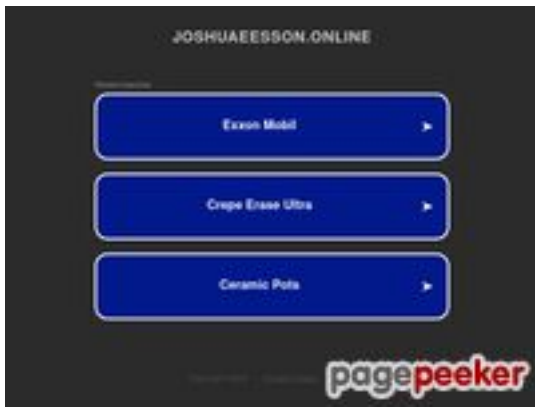 JOSHUAEESSON.ONLINE
Exxon Mobil
Crepe Erase Ultra
Ceramic Pots
pagepeeker